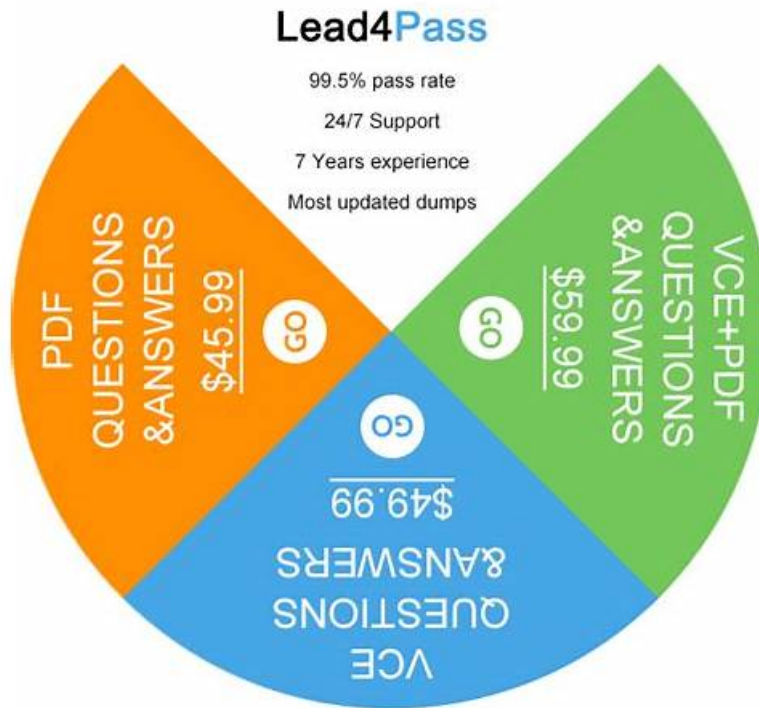 Lead4Pass
99.5% pass rate
24/7 Support
7 Years experience
Most updated dumps
PDF
QUESTIONS
&ANSWERS
$45.99
GO
VCE
QUESTIONS
&ANSWERS
$49.99
GO
VCE+PDF
QUESTIONS
&ANSWERS
$59.99
GO